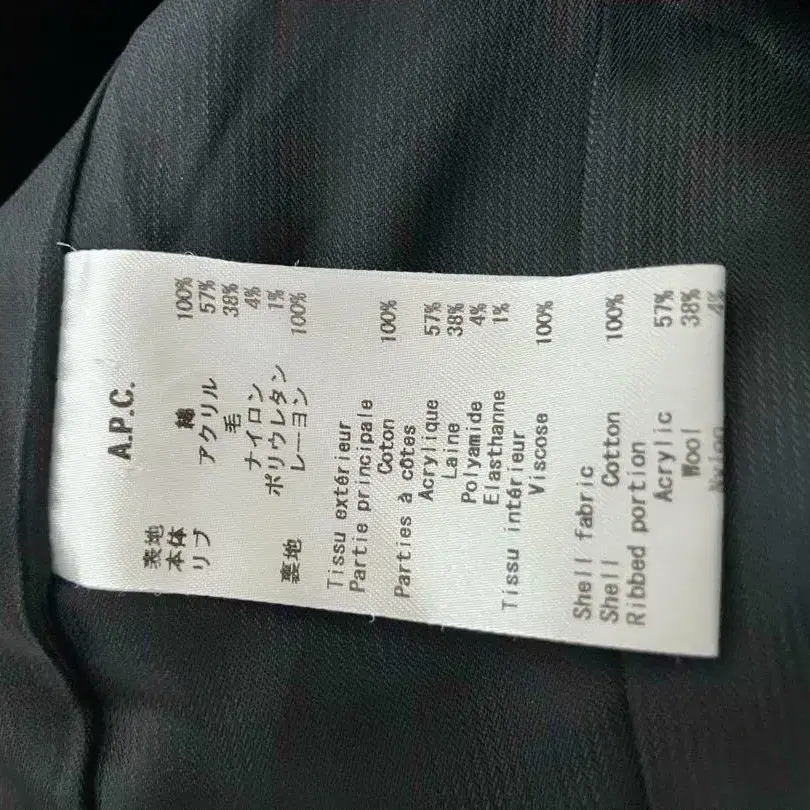 A.P.C.
表地
本体 綿 100%
リブ アクリル 57%
毛 38%
ナイロン 4%
ポリウレタン 1%
裏地 レーヨン 100%
Tissu extérieur
Partie principale
Coton 100%
Parties à côtes
Acrylique 57%
Laine 38%
Polyamide 4%
Elasthanne 1%
Tissu intérieur
Viscose 100%
Shell fabric
Shell Cotton 100%
Ribbed portion
Acrylic 57%
Wool 38%
Nylon 4%